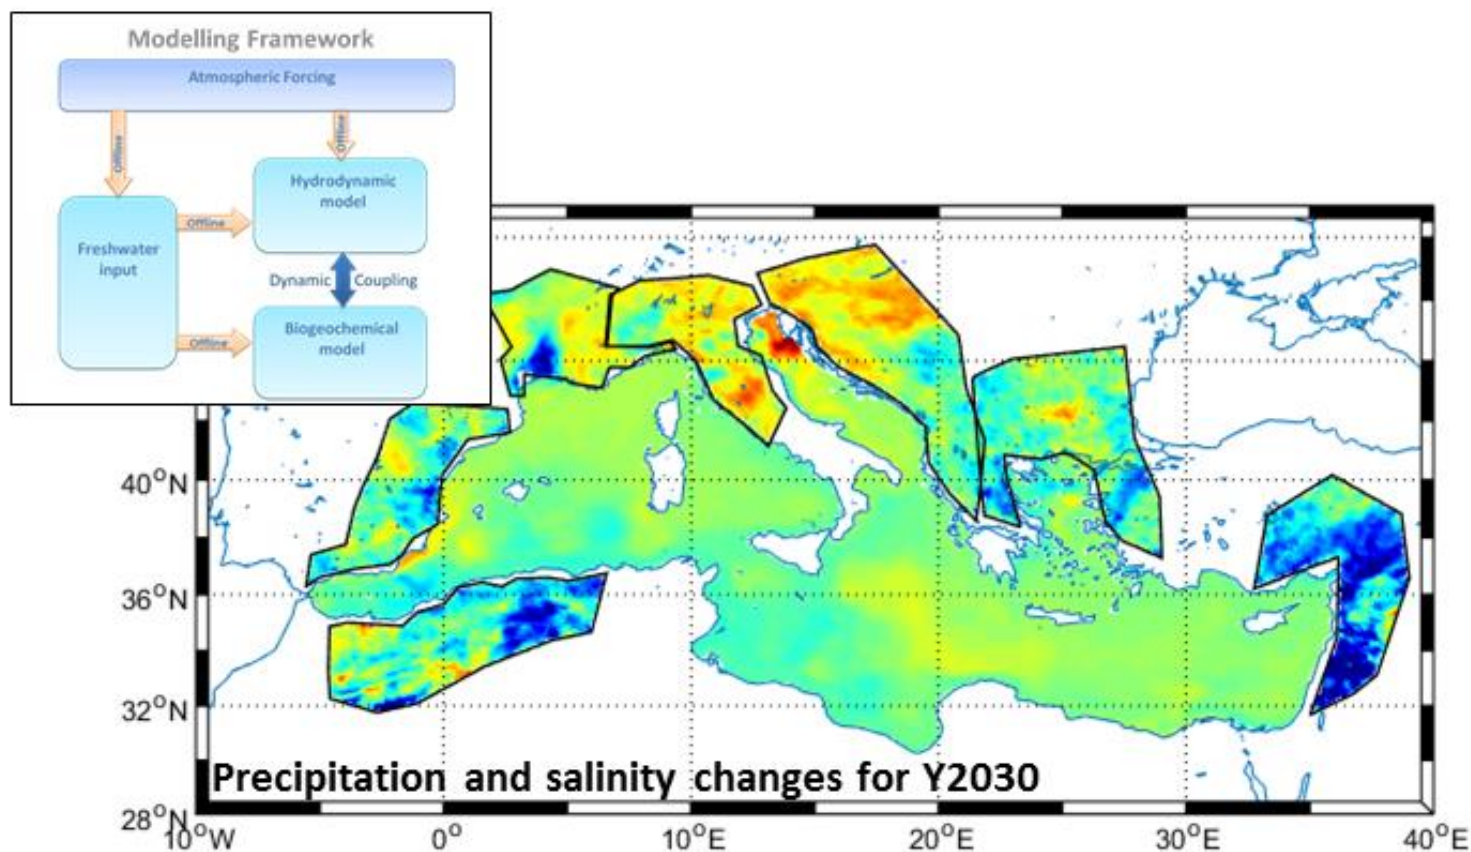 Modelling Framework
Atmospheric Forcing
Offline
Offline
Hydrodynamic
model
Offline
Freshwater
input
Dynamic
Coupling
Biogeochemical
model
Offline
40°N
36°N
32°N
28°N
Precipitation and salinity changes for Y2030
10°W
0°
10°E
20°E
30°E
40°E